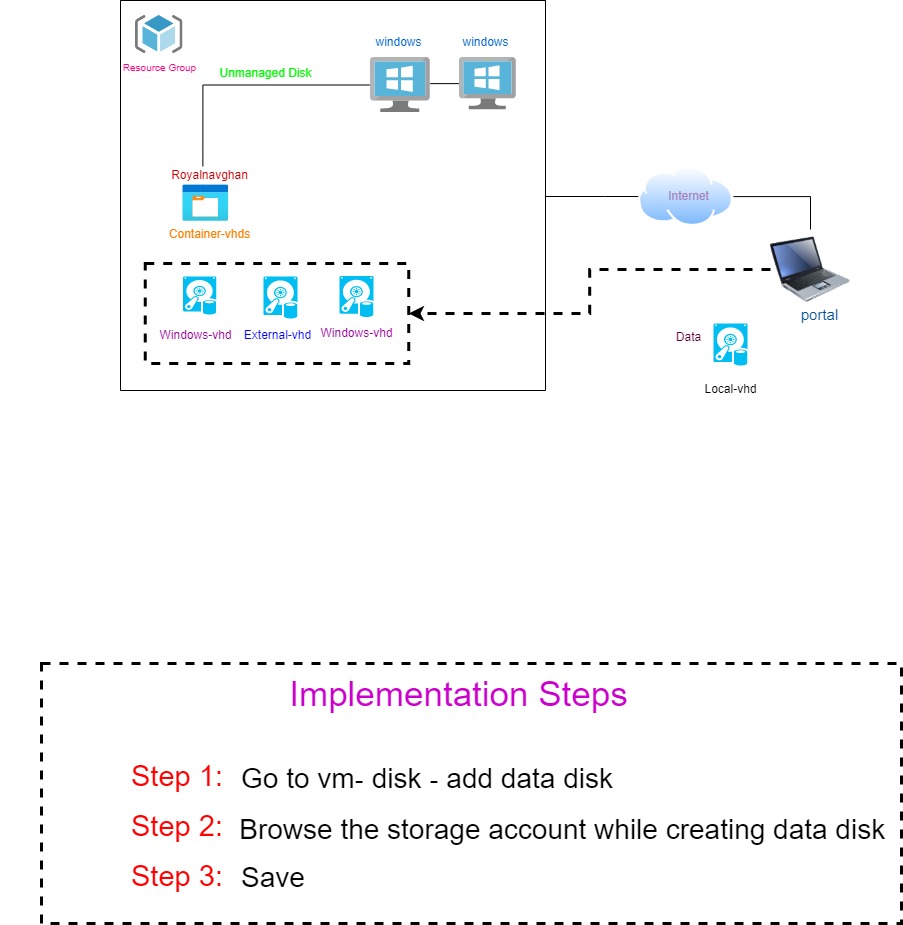 windows
windows
Resource Group
Unmanaged Disk
Royalnavghan
Container-vhds
Internet
Windows-vhd
External-vhd
Windows-vhd
portal
Data
Local-vhd
Implementation Steps
Step 1: Go to vm- disk - add data disk
Step 2: Browse the storage account while creating data disk
Step 3: Save